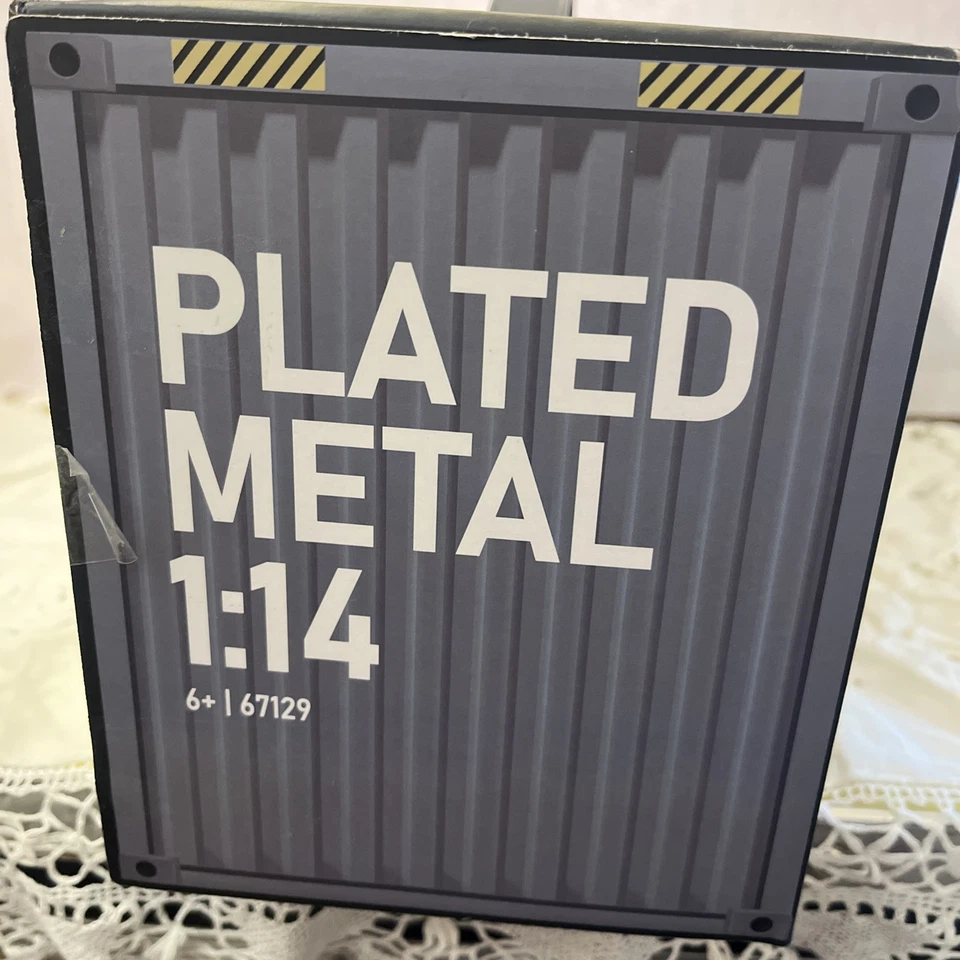 PLATED
METAL
1:14
6+ | 67129